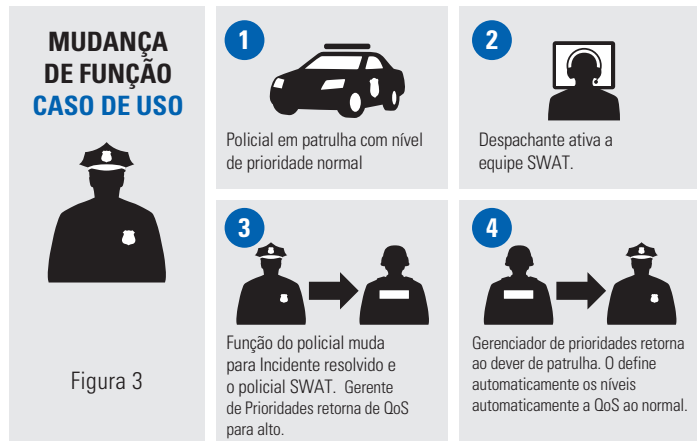 MUDANÇA
DE FUNÇÃO
CASO DE USO
Figura 3
1
Policial em patrulha com nível
de prioridade normal
2
Despachante ativa a
equipe SWAT.
3
Função do policial muda
para Incidente resolvido e
o policial SWAT. Gerente
de Prioridades retorna de QoS
para alto.
4
Gerenciador de prioridades retorna
ao dever de patrulha. O define
automaticamente os níveis
automaticamente a QoS ao normal.